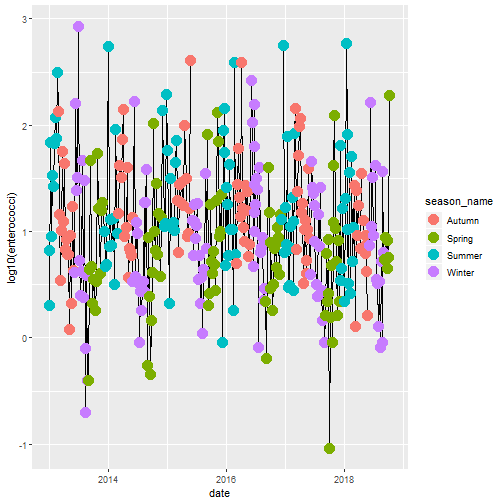 3
2
1
0
-1
log10(enterococci)
2014
2016
2018
date
season_name
Autumn
Spring
Summer
Winter